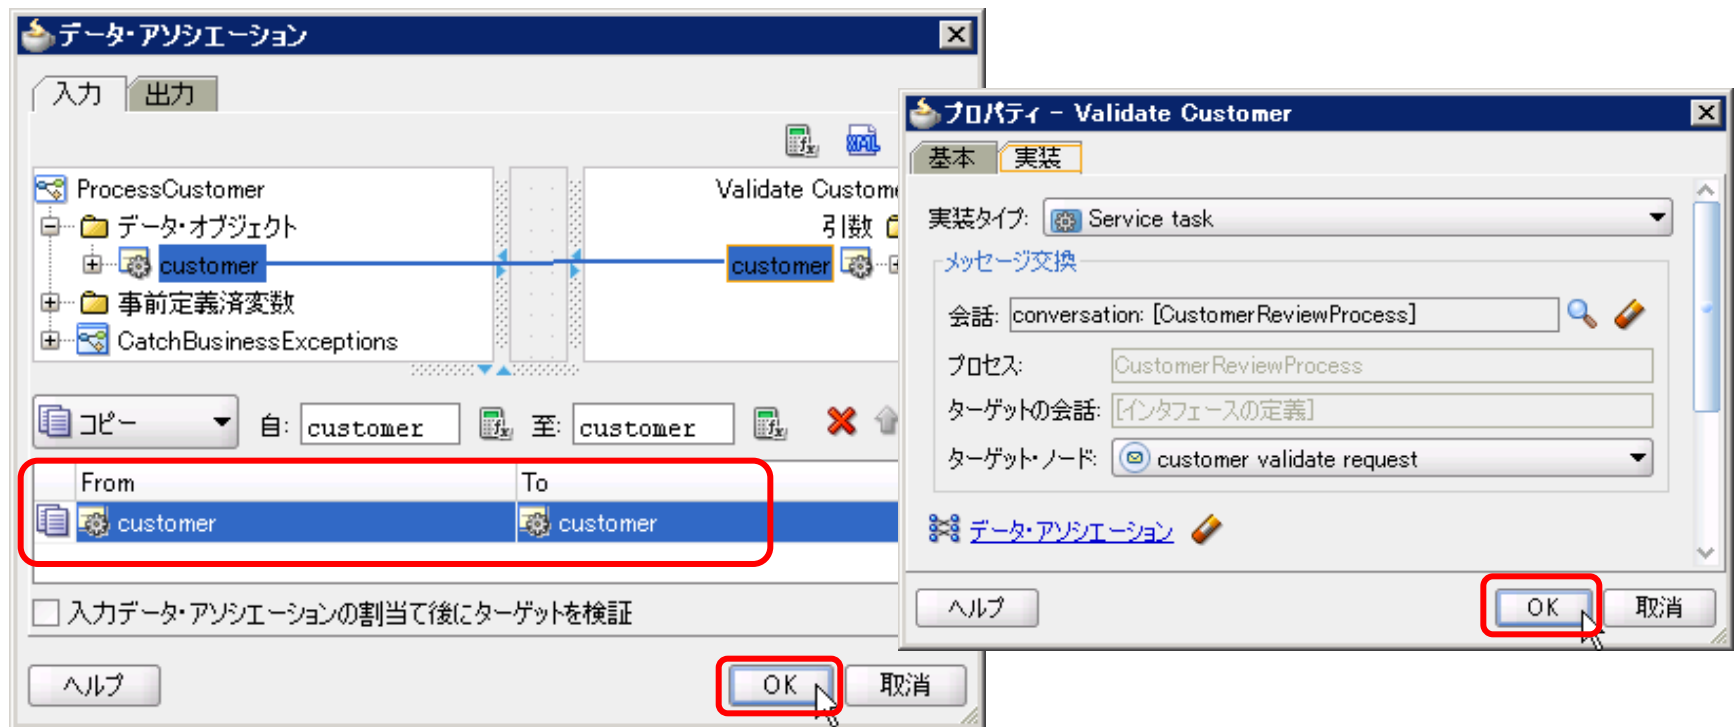 データ・アソシエーション
入力 出力
ProcessCustomer
データ・オブジェクト
customer
事前定義済変数
CatchBusinessExceptions
Validate Custome
引数
customer
コピー 自: customer 至: customer
From To
customer customer
入力データ・アソシエーションの割当て後にターゲットを検証
ヘルプ OK 取消
プロパティ - Validate Customer
基本 実装
実装タイプ: Service task
メッセージ交換
会話: conversation: [CustomerReviewProcess]
プロセス: CustomerReviewProcess
ターゲットの会話: [インタフェースの定義]
ターゲット・ノード: customer validate request
データ・アソシエーション
ヘルプ OK 取消